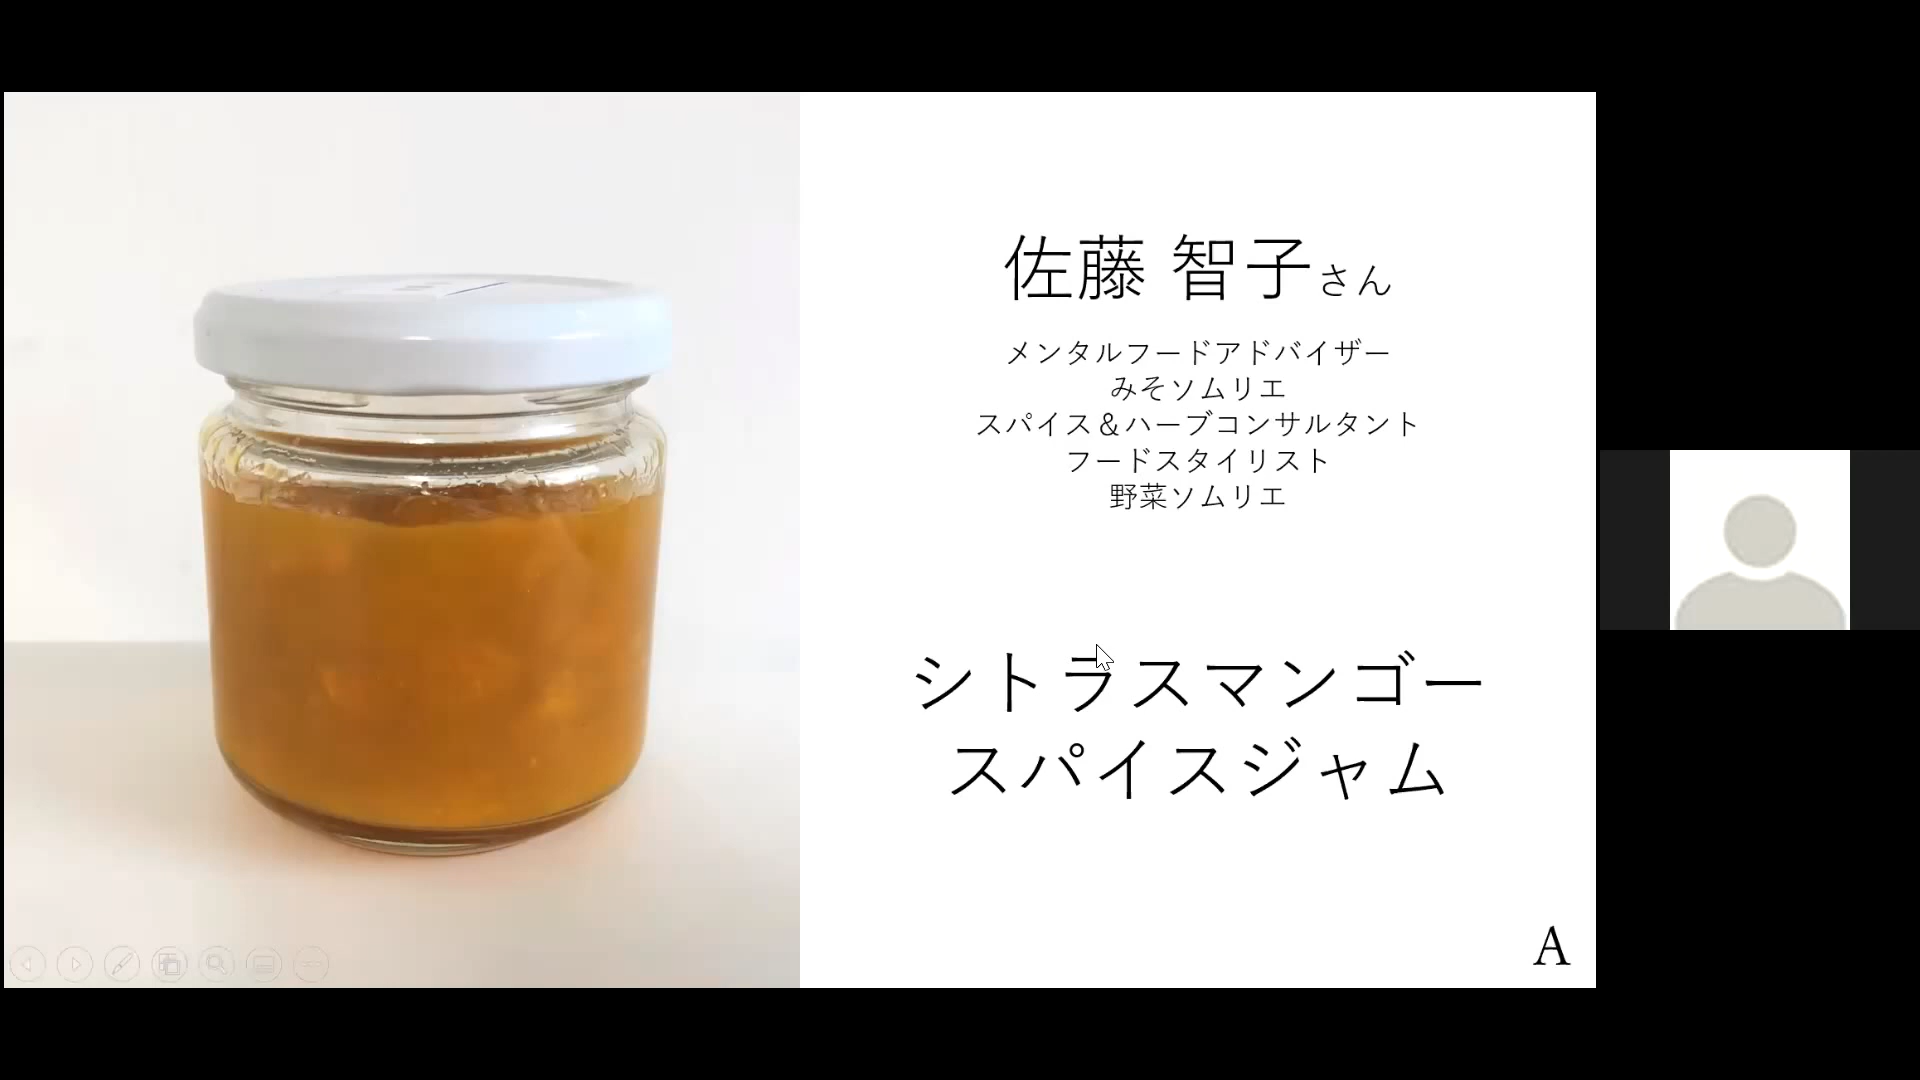 佐藤 智子さん
メンタルフードアドバイザー
みそソムリエ
スパイス＆ハーブコンサルタント
フードスタイリスト
野菜ソムリエ
シトラスマンゴー
スパイスジャム
A